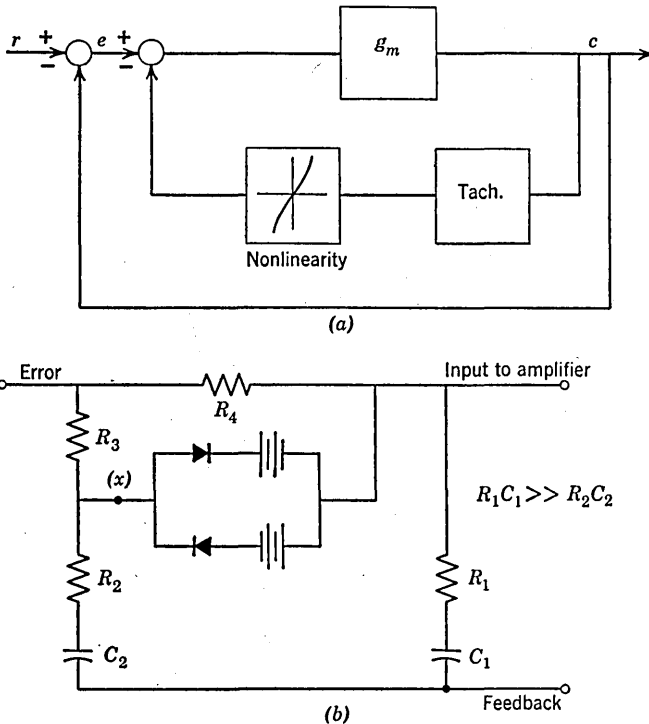 r + − e + − g_m c
Tach.
Nonlinearity
(a)
Error Input to amplifier
R_4
R_3
(x)
R_1C_1 >> R_2C_2
R_2 R_1
C_2 C_1
Feedback
(b)